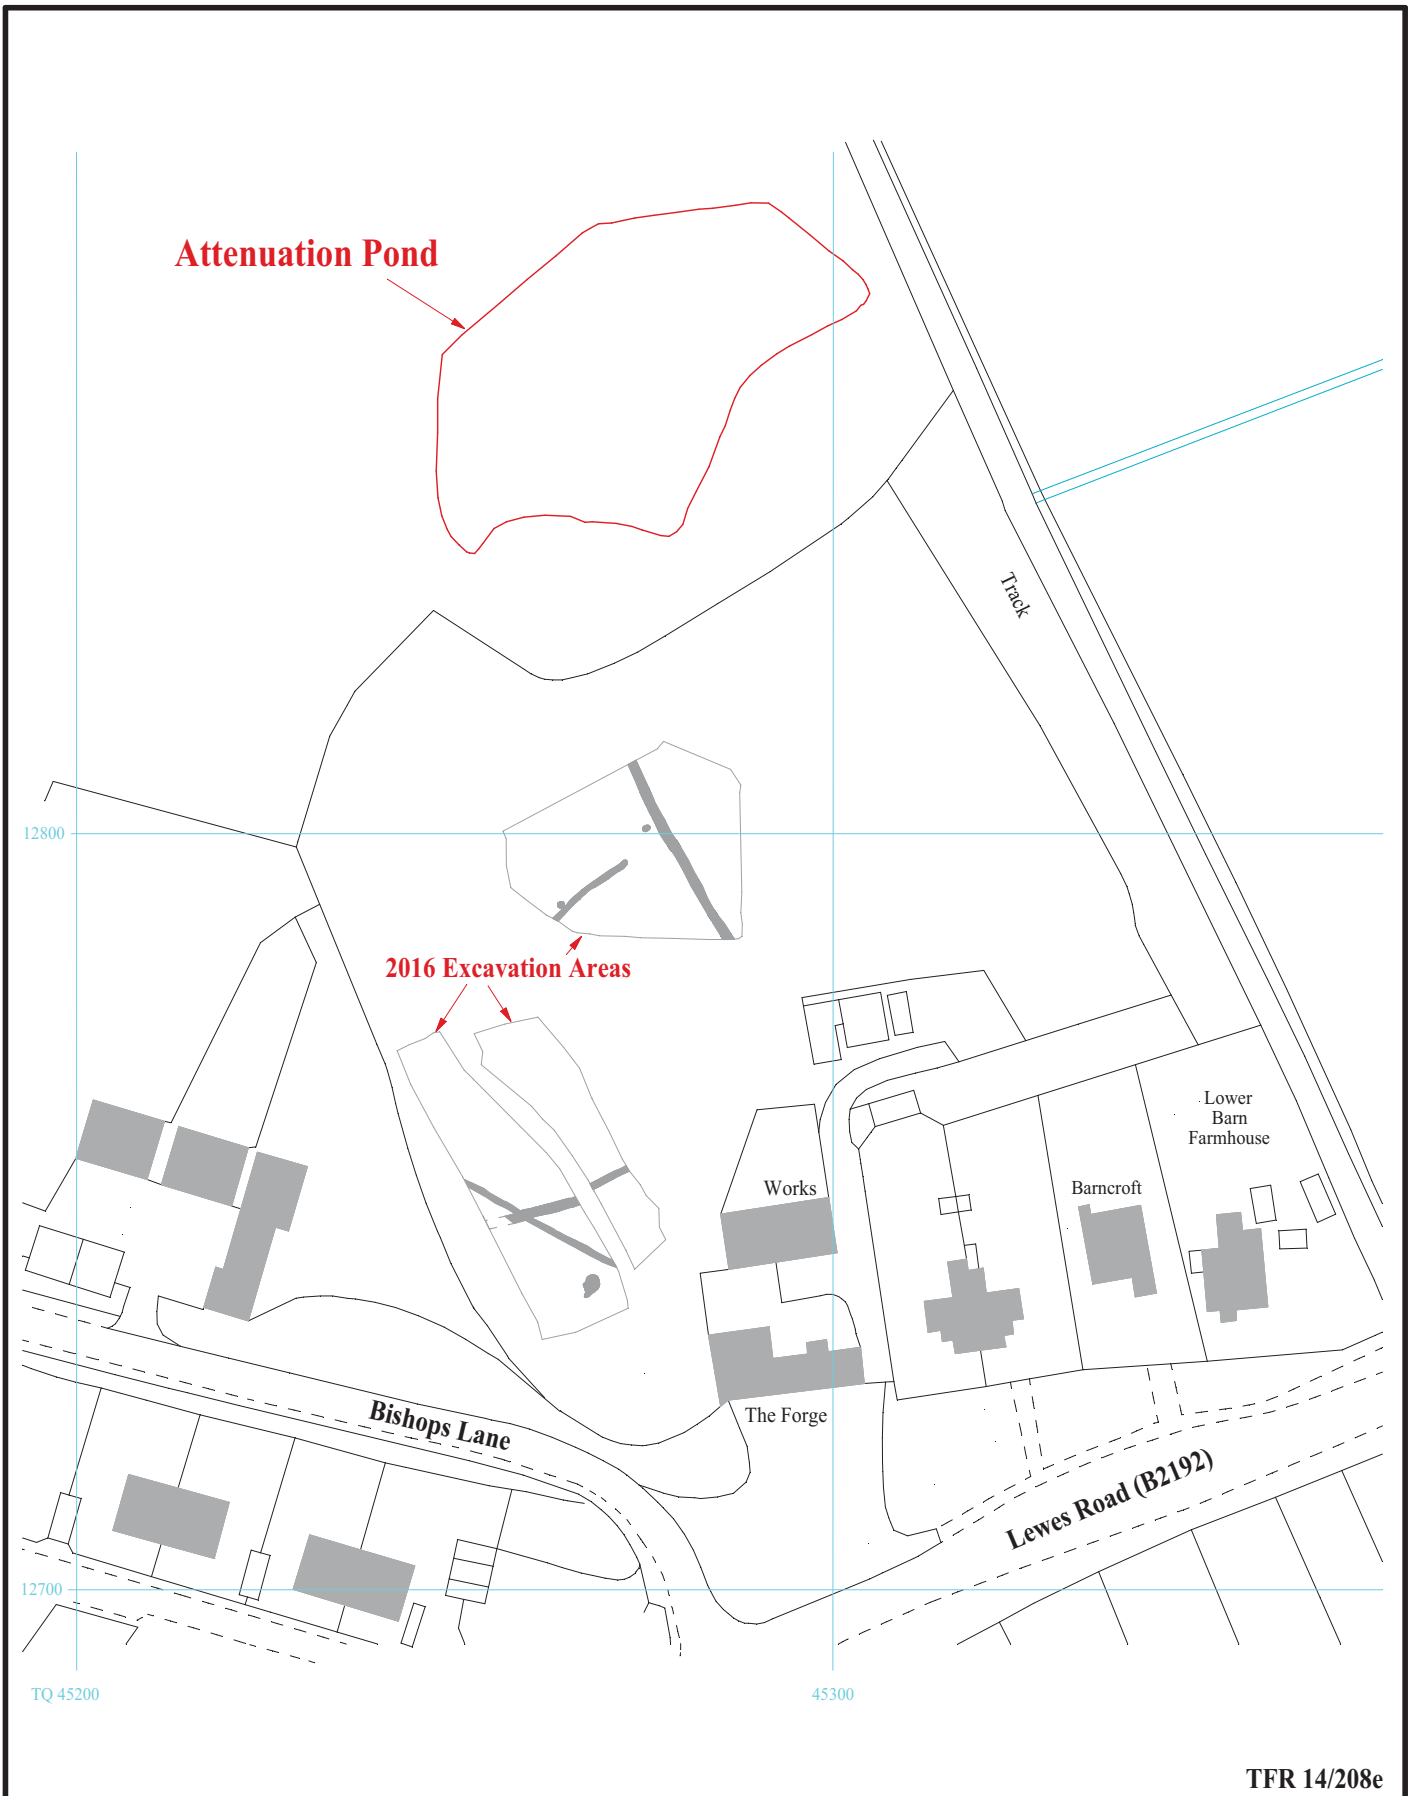 Attenuation Pond
Track
12800
2016 Excavation Areas
Lower
Barn
Farmhouse
Works
Barncroft
Bishops Lane
The Forge
Lewes Road (B2192)
12700
TQ 45200
45300
TFR 14/208e